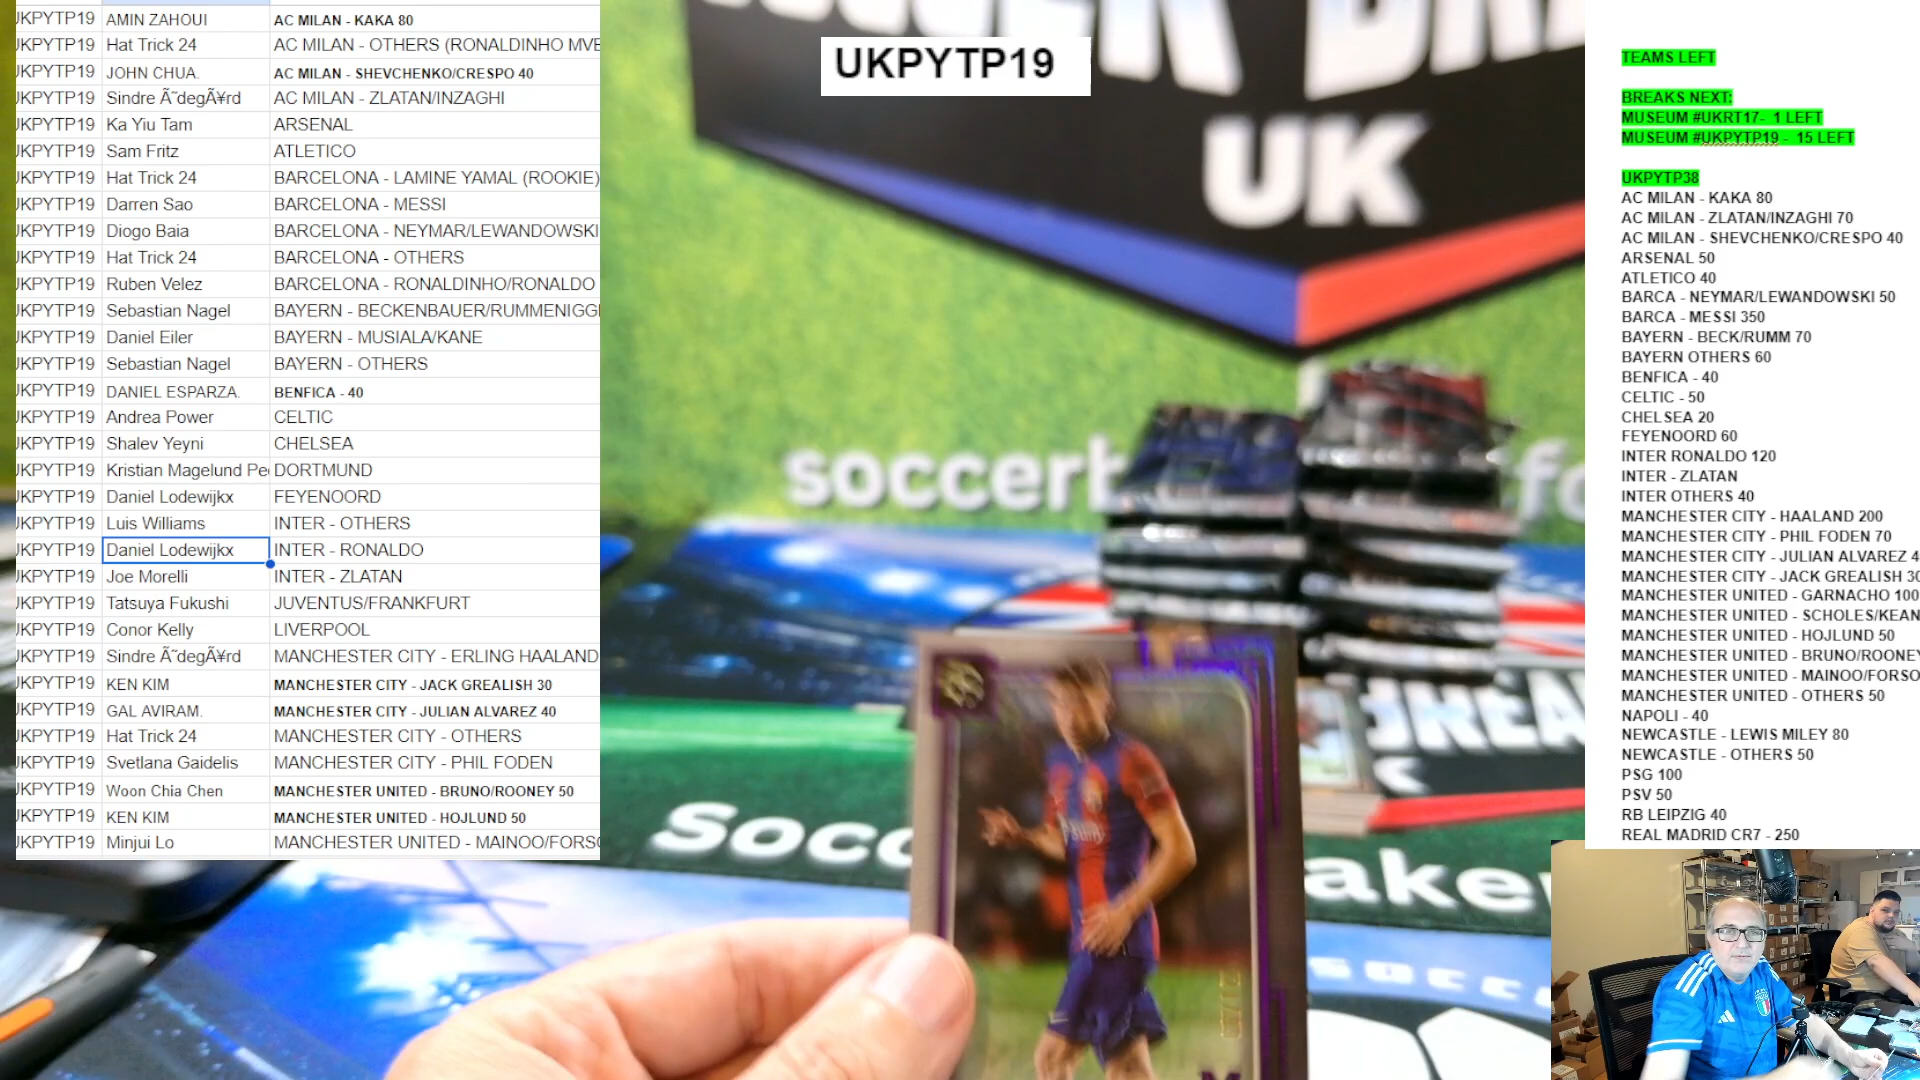 JKPYTP19 AMIN ZAHOUI AC MILAN - KAKA 80
JKPYTP19 Hat Trick 24 AC MILAN - OTHERS (RONALDINHO MVE
JKPYTP19 JOHN CHUA. AC MILAN - SHEVCHENKO/CRESPO 40
JKPYTP19 Sindre Ã˜degÃ¥rd AC MILAN - ZLATAN/INZAGHI
JKPYTP19 Ka Yiu Tam ARSENAL
JKPYTP19 Sam Fritz ATLETICO
JKPYTP19 Hat Trick 24 BARCELONA - LAMINE YAMAL (ROOKIE)
JKPYTP19 Darren Sao BARCELONA - MESSI
JKPYTP19 Diogo Baia BARCELONA - NEYMAR/LEWANDOWSKI
JKPYTP19 Hat Trick 24 BARCELONA - OTHERS
JKPYTP19 Ruben Velez BARCELONA - RONALDINHO/RONALDO
JKPYTP19 Sebastian Nagel BAYERN - BECKENBAUER/RUMMENIGG
JKPYTP19 Daniel Eiler BAYERN - MUSIALA/KANE
JKPYTP19 Sebastian Nagel BAYERN - OTHERS
JKPYTP19 DANIEL ESPARZA. BENFICA - 40
JKPYTP19 Andrea Power CELTIC
JKPYTP19 Shalev Yeyni CHELSEA
JKPYTP19 Kristian Magelund Pe DORTMUND
JKPYTP19 Daniel Lodewijkx FEYENOORD
JKPYTP19 Luis Williams INTER - OTHERS
JKPYTP19 Daniel Lodewijkx INTER - RONALDO
JKPYTP19 Joe Morelli INTER - ZLATAN
JKPYTP19 Tatsuya Fukushi JUVENTUS/FRANKFURT
JKPYTP19 Conor Kelly LIVERPOOL
JKPYTP19 Sindre Ã˜degÃ¥rd MANCHESTER CITY - ERLING HAALAND
JKPYTP19 KEN KIM MANCHESTER CITY - JACK GREALISH 30
JKPYTP19 GAL AVIRAM. MANCHESTER CITY - JULIAN ALVAREZ 40
JKPYTP19 Hat Trick 24 MANCHESTER CITY - OTHERS
JKPYTP19 Svetlana Gaidelis MANCHESTER CITY - PHIL FODEN
JKPYTP19 Woon Chia Chen MANCHESTER UNITED - BRUNO/ROONEY 50
JKPYTP19 KEN KIM MANCHESTER UNITED - HOJLUND 50
JKPYTP19 Minjui Lo MANCHESTER UNITED - MAINOO/FORS
UKPYTP19
UK
soccerb
fo
Socc
aker
soc
TEAMS LEFT
BREAKS NEXT:
MUSEUM #UKRT17- 1 LEFT
MUSEUM #UKPYTP19 - 15 LEFT
UKPYTP38
AC MILAN - KAKA 80
AC MILAN - ZLATAN/INZAGHI 70
AC MILAN - SHEVCHENKO/CRESPO 40
ARSENAL 50
ATLETICO 40
BARCA - NEYMAR/LEWANDOWSKI 50
BARCA - MESSI 350
BAYERN - BECK/RUMM 70
BAYERN OTHERS 60
BENFICA - 40
CELTIC - 50
CHELSEA 20
FEYENOORD 60
INTER RONALDO 120
INTER - ZLATAN
INTER OTHERS 40
MANCHESTER CITY - HAALAND 200
MANCHESTER CITY - PHIL FODEN 70
MANCHESTER CITY - JULIAN ALVAREZ 4
MANCHESTER CITY - JACK GREALISH 30
MANCHESTER UNITED - GARNACHO 100
MANCHESTER UNITED - SCHOLES/KEAN
MANCHESTER UNITED - HOJLUND 50
MANCHESTER UNITED - BRUNO/ROONEY
MANCHESTER UNITED - MAINOO/FORSO
MANCHESTER UNITED - OTHERS 50
NAPOLI - 40
NEWCASTLE - LEWIS MILEY 80
NEWCASTLE - OTHERS 50
PSG 100
PSV 50
RB LEIPZIG 40
REAL MADRID CR7 - 250